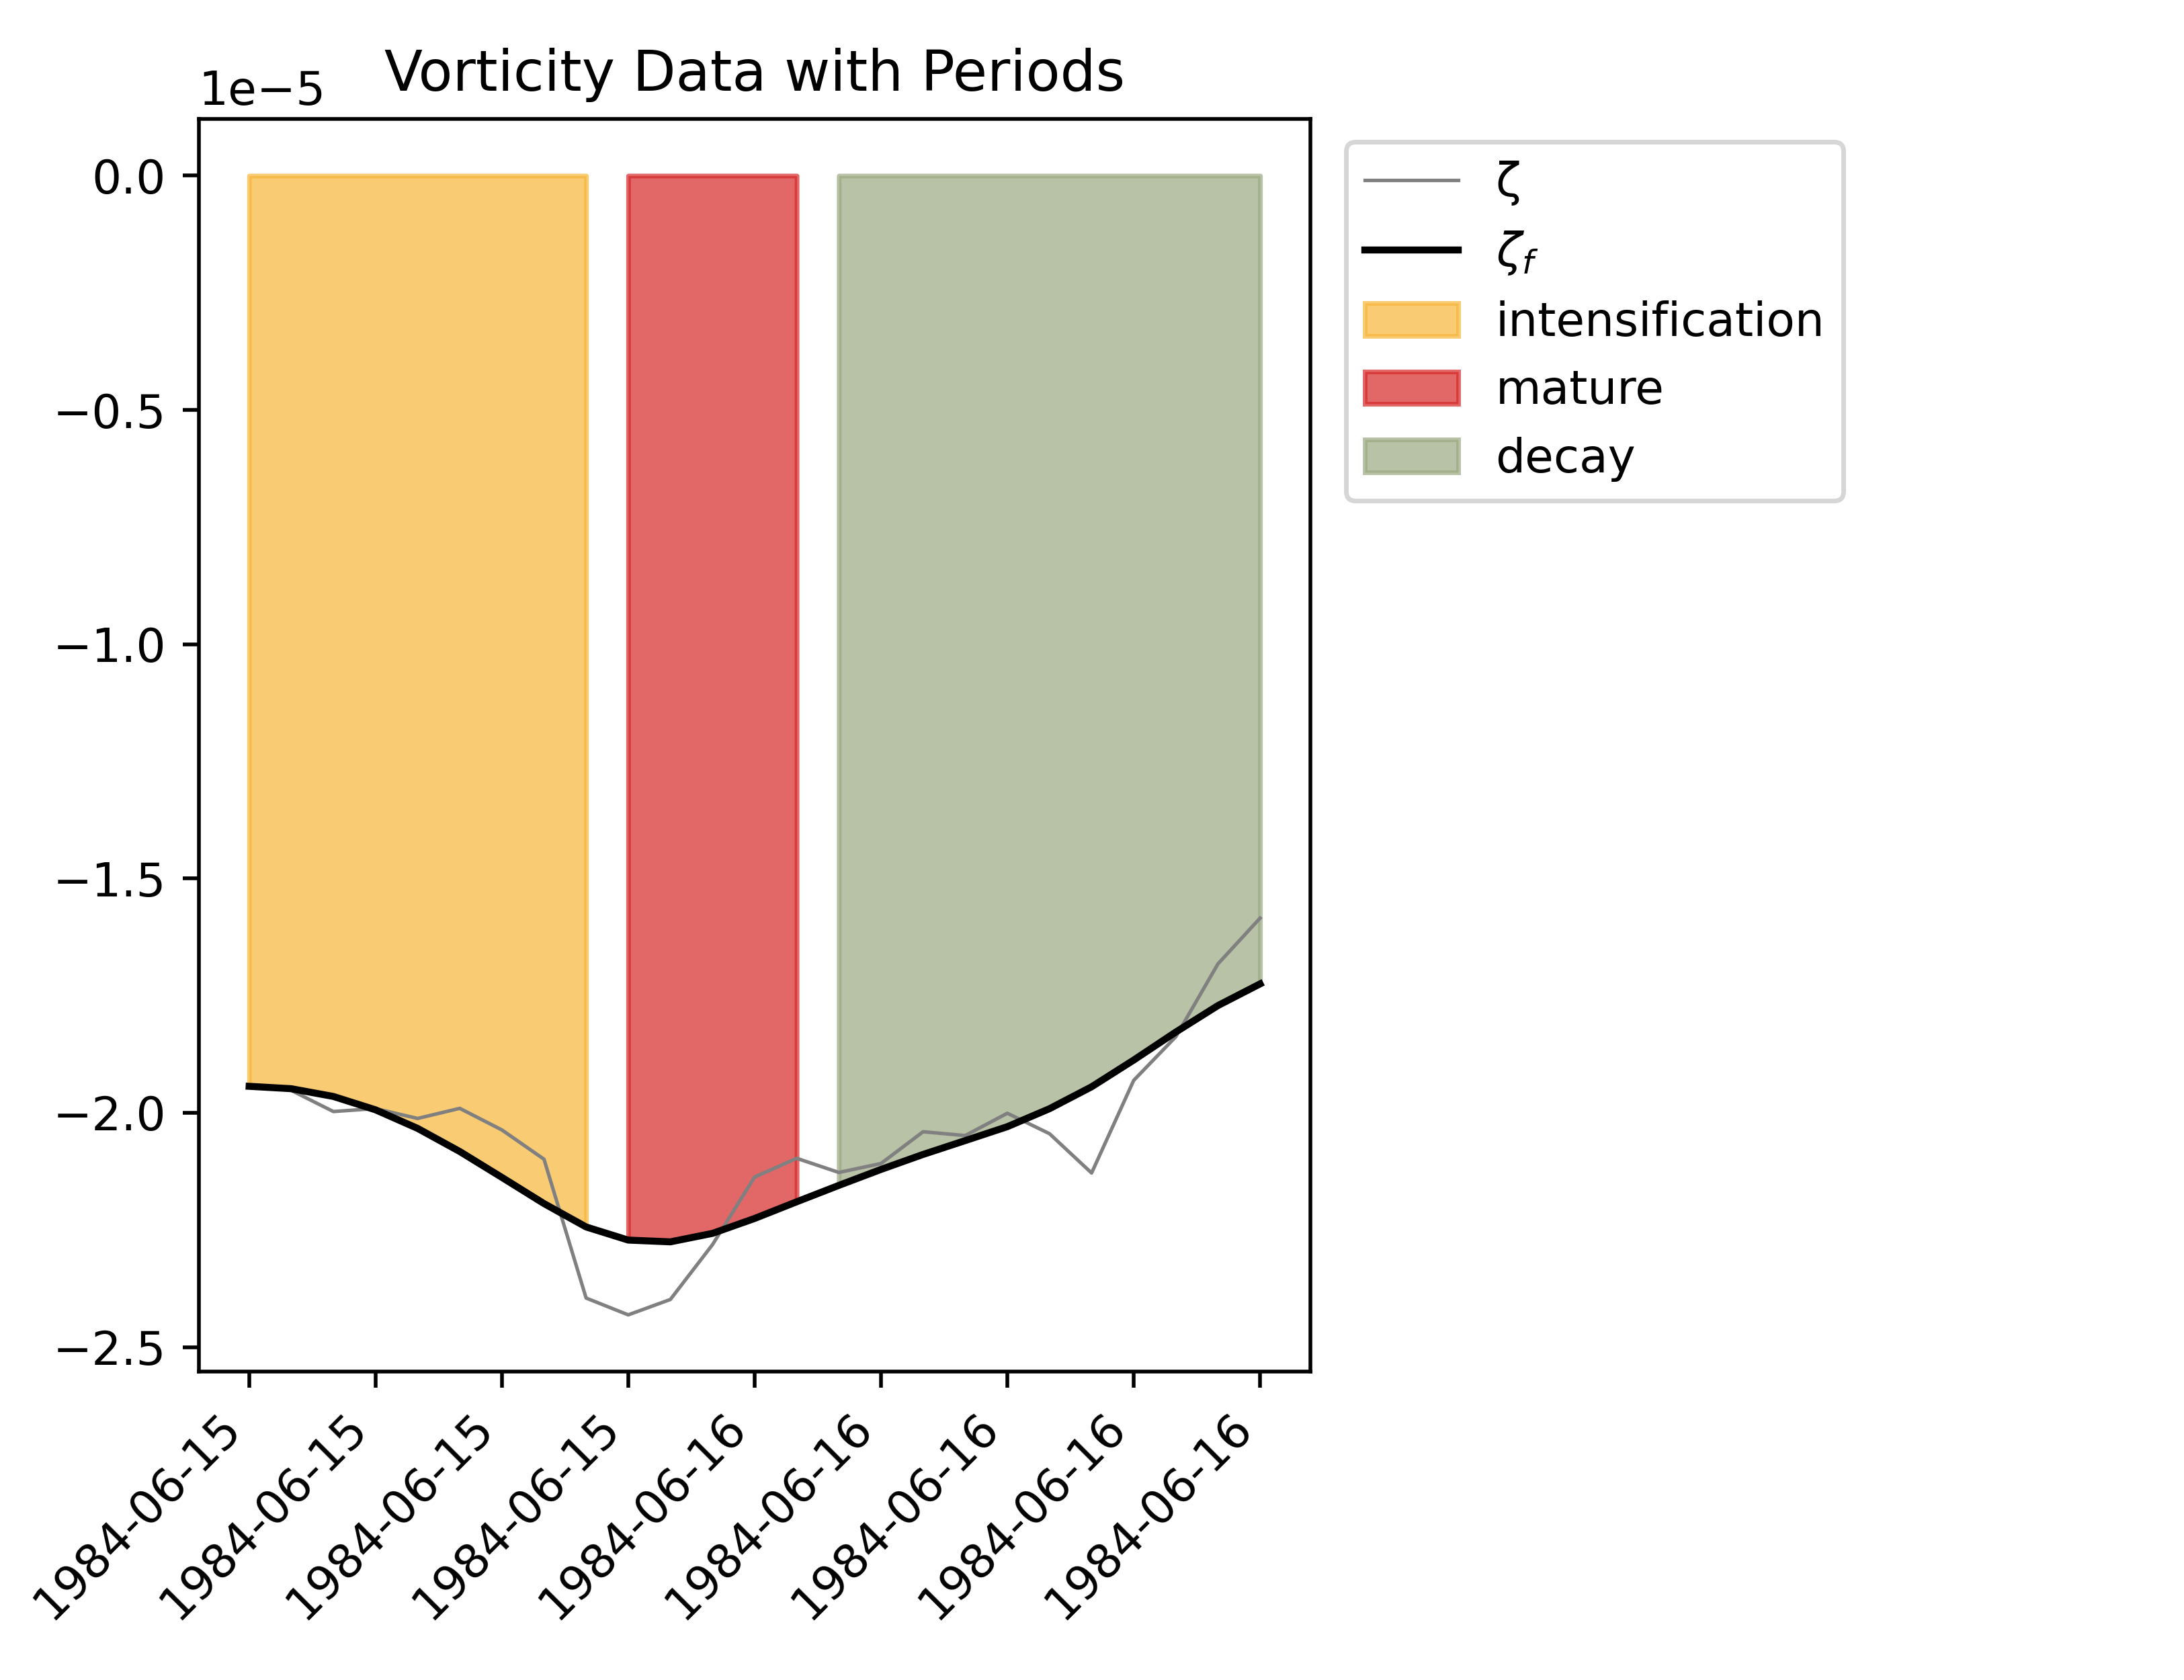 Vorticity Data with Periods
1e−5
0.0
−0.5
−1.0
−1.5
−2.0
−2.5
1984-06-15
1984-06-15
1984-06-15
1984-06-15
1984-06-16
1984-06-16
1984-06-16
1984-06-16
1984-06-16
ζ
ζf
intensification
mature
decay